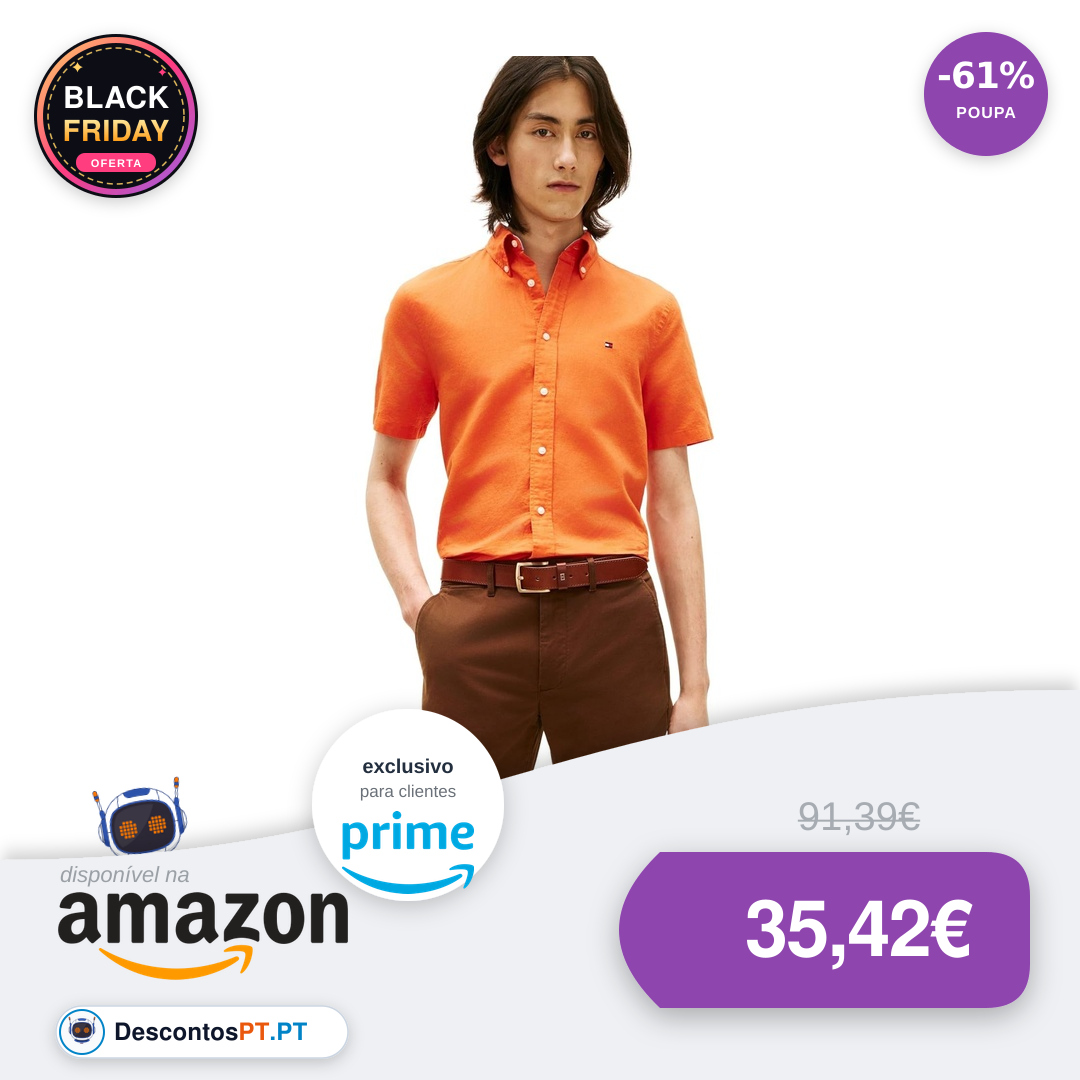 BLACK
FRIDAY
OFERTA
-61%
POUPA
exclusivo
para clientes
prime
91,39€
35,42€
disponível na
amazon
DescontosPT.PT